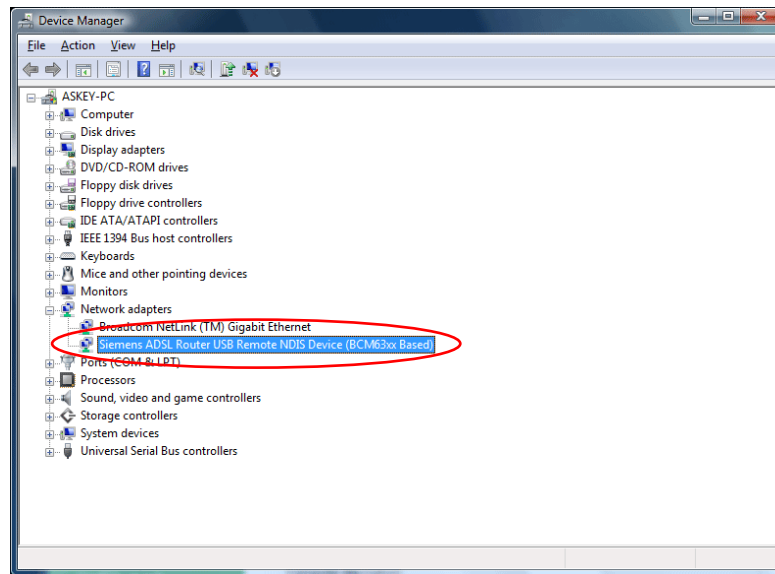 Device Manager
File Action View Help
ASKEY-PC
Computer
Disk drives
Display adapters
DVD/CD-ROM drives
Floppy disk drives
Floppy drive controllers
IDE ATA/ATAPI controllers
IEEE 1394 Bus host controllers
Keyboards
Mice and other pointing devices
Monitors
Network adapters
Broadcom NetLink (TM) Gigabit Ethernet
Siemens ADSL Router USB Remote NDIS Device (BCM63xx Based)
Ports (COM & LPT)
Processors
Sound, video and game controllers
Storage controllers
System devices
Universal Serial Bus controllers